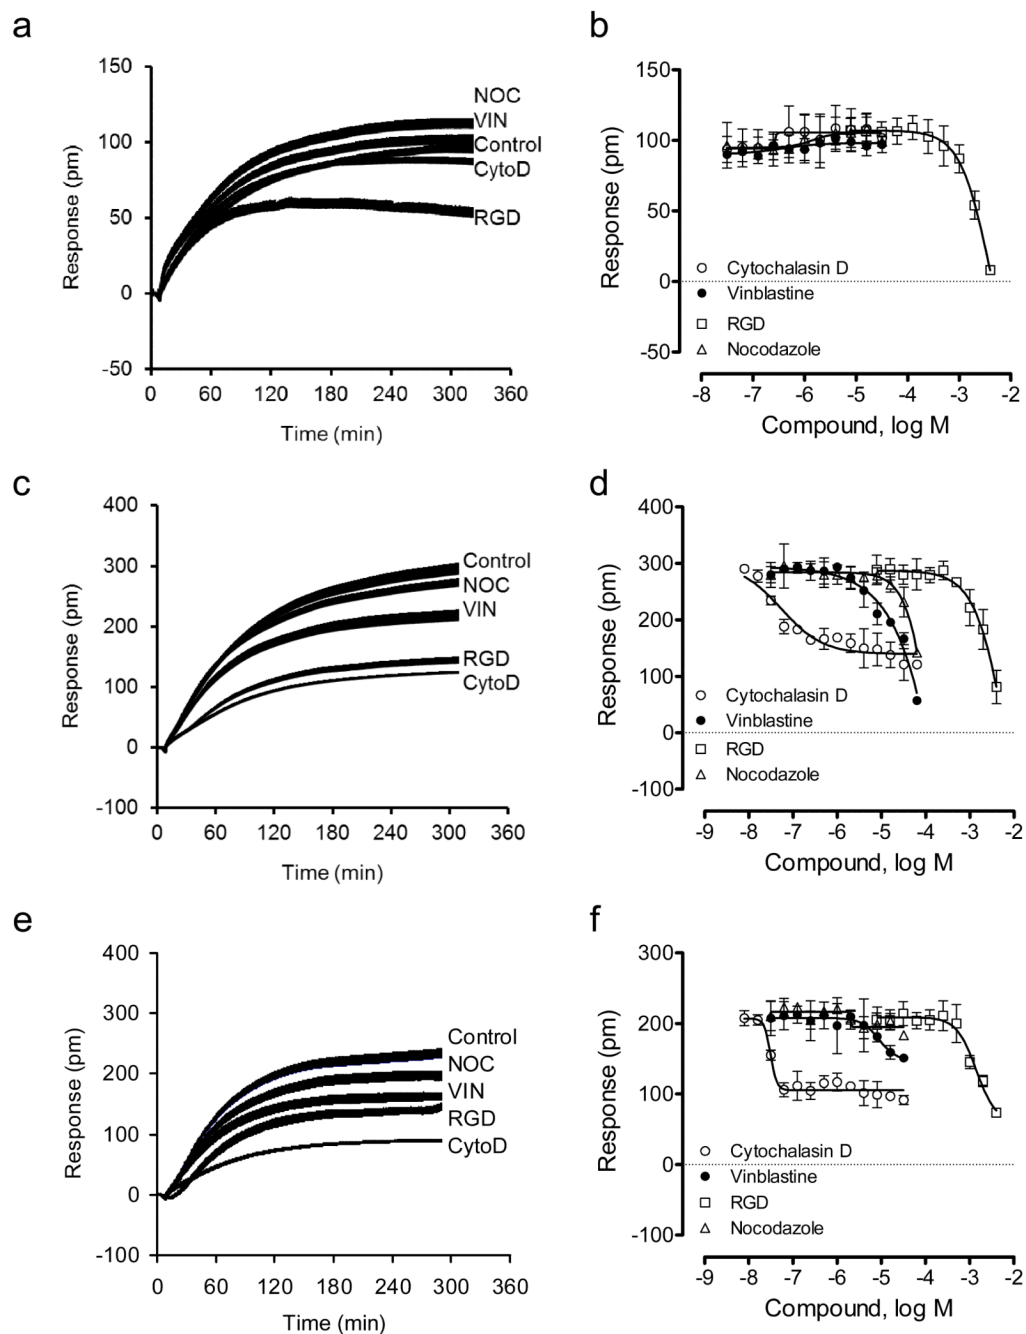 a
150
100
50
0
-50
Response (pm)
NOC
VIN
Control
CytoD
RGD
0 60 120 180 240 300 360
Time (min)
b
150
100
50
0
-50
Response (pm)
Cytochalasin D
Vinblastine
RGD
Nocodazole
-8 -7 -6 -5 -4 -3 -2
Compound, log M
c
400
300
200
100
0
-100
Response (pm)
Control
NOC
VIN
RGD
CytoD
0 60 120 180 240 300 360
Time (min)
d
400
300
200
100
0
-100
Response (pm)
Cytochalasin D
Vinblastine
RGD
Nocodazole
-9 -8 -7 -6 -5 -4 -3 -2
Compound, log M
e
400
300
200
100
0
-100
Response (pm)
Control
NOC
VIN
RGD
CytoD
0 60 120 180 240 300 360
Time (min)
f
300
200
100
0
-100
Response (pm)
Cytochalasin D
Vinblastine
RGD
Nocodazole
-9 -8 -7 -6 -5 -4 -3 -2
Compound, log M